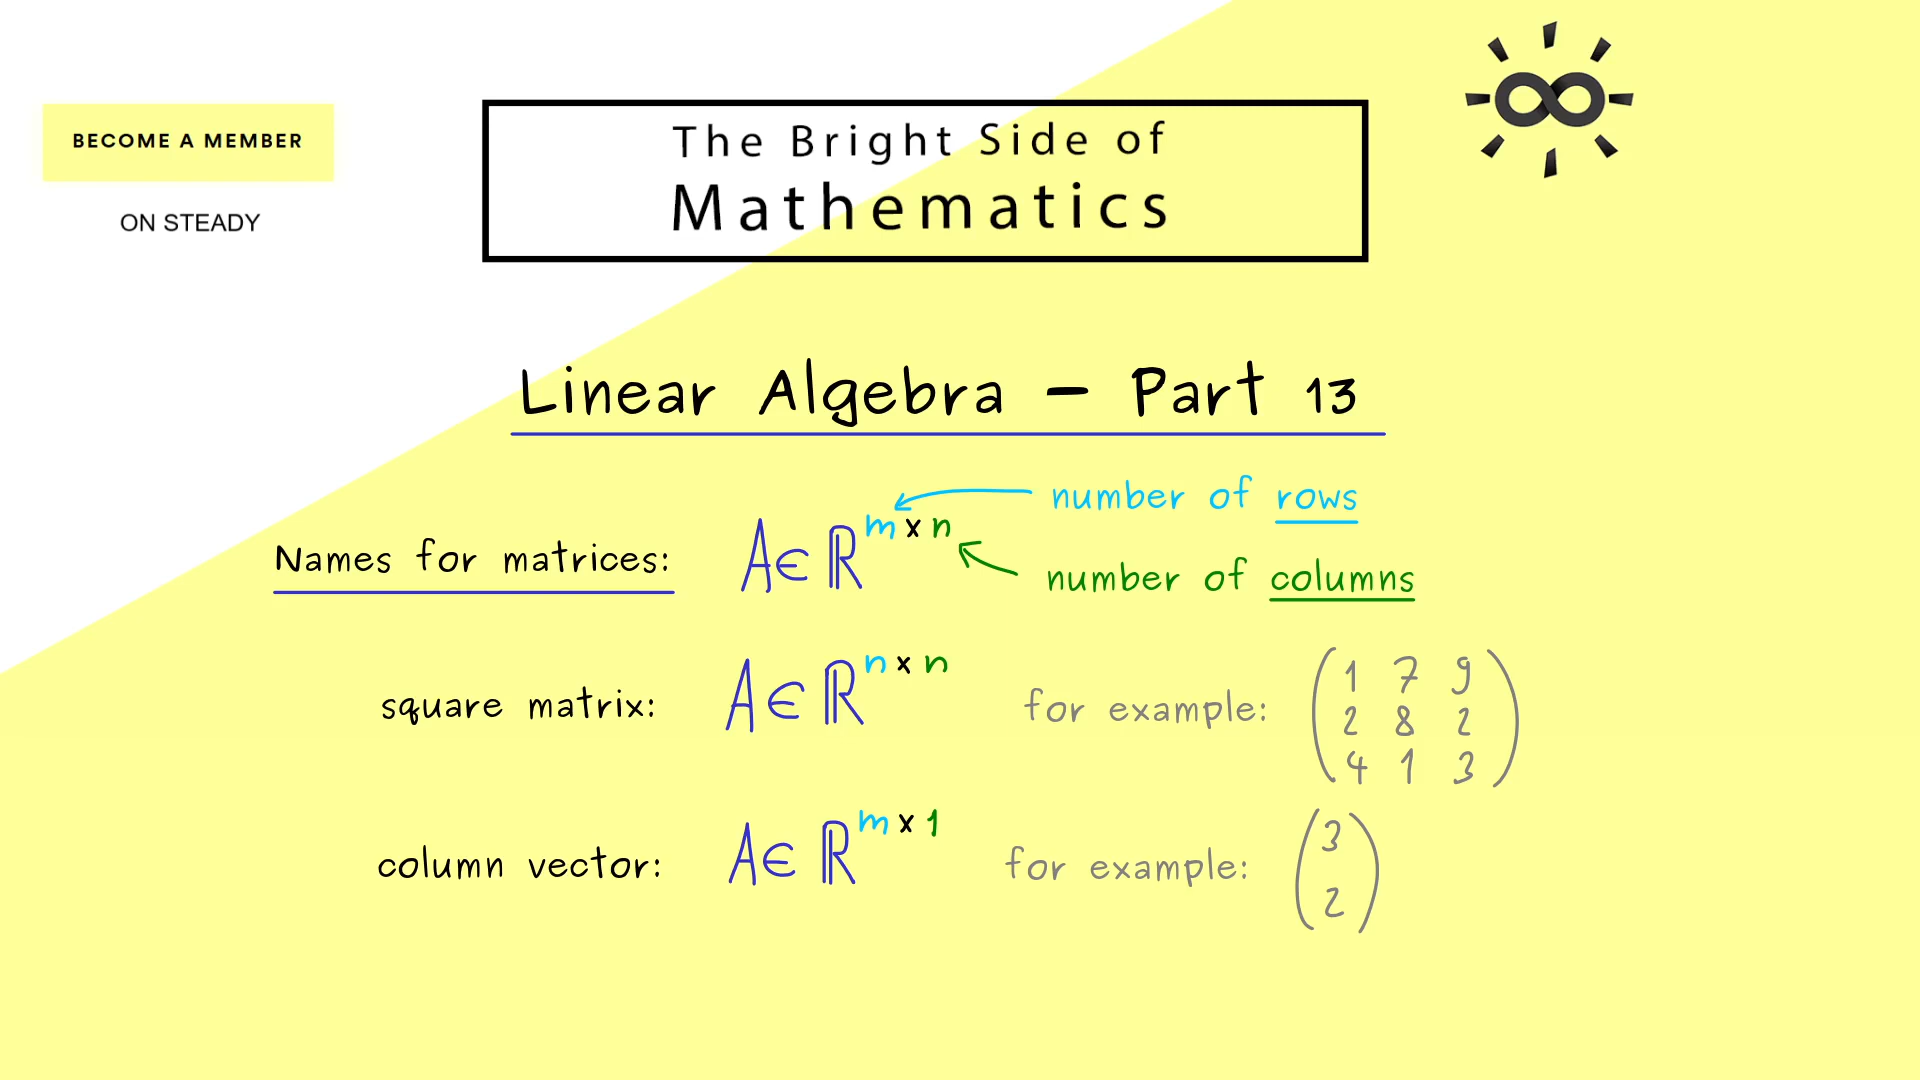 BECOME A MEMBER
ON STEADY
The Bright Side of
Mathematics
Linear Algebra – Part 13
Names for matrices: A ∈ ℝ^(m × n)
number of rows
number of columns
square matrix: A ∈ ℝ^(n × n) for example:
1 7 9
2 8 2
4 1 3
column vector: A ∈ ℝ^(m × 1) for example:
3
2